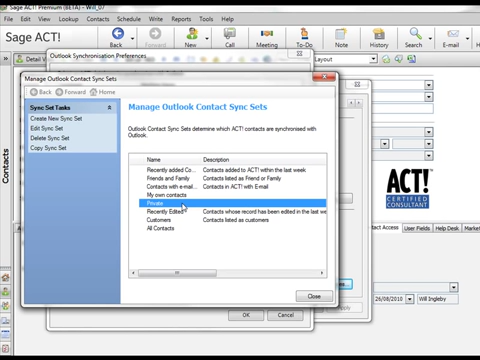 Sage ACT! Premium (BETA) - Will_07
Edit View Lookup Contacts Schedule Write Reports Tools Help
Sage ACT!
Back Forward New Call Meeting To-Do Note History Search E-mail
Detail Vi
Outlook Synchronisation Preferences
Layout
Manage Outlook Contact Sync Sets
Back Forward Home
Sync Set Tasks
Create New Sync Set
Edit Sync Set
Delete Sync Set
Copy Sync Set
Manage Outlook Contact Sync Sets
Outlook Contact Sync Sets determine which ACT! contacts are synchronised with
Outlook.
Name Description
Recently added Co... Contacts added to ACT! within the last week
Friends and Family Contacts listed as Friend or Family
Contacts with e-mail... Contacts in ACT! with E-mail
My own contacts
Private
Recently Edited Contacts whose record has been edited in the last we
Customers Contacts listed as customers
All Contacts
Close
OK Cancel
Contacts
ACT!
CERTIFIED
CONSULTANT
ntact Access User Fields Help Desk Market
26/08/2010 Will Ingleby